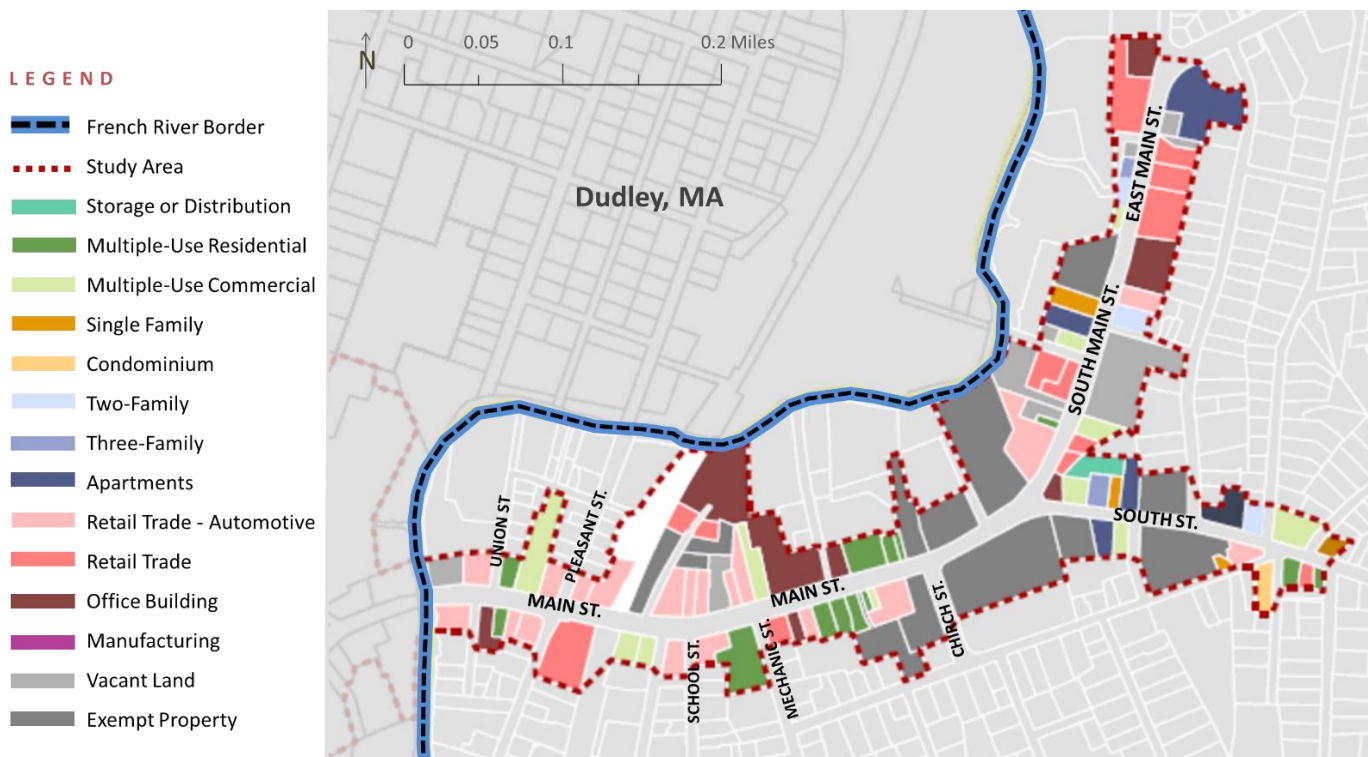 LEGEND
French River Border
Study Area
Storage or Distribution
Multiple-Use Residential
Multiple-Use Commercial
Single Family
Condominium
Two-Family
Three-Family
Apartments
Retail Trade - Automotive
Retail Trade
Office Building
Manufacturing
Vacant Land
Exempt Property
N
0 0.05 0.1 0.2 Miles
Dudley, MA
EAST MAIN ST.
SOUTH MAIN ST.
SOUTH ST.
UNION ST
PLEASANT ST.
MAIN ST.
MAIN ST.
SCHOOL ST.
MECHANIC ST.
CHIRCH ST.